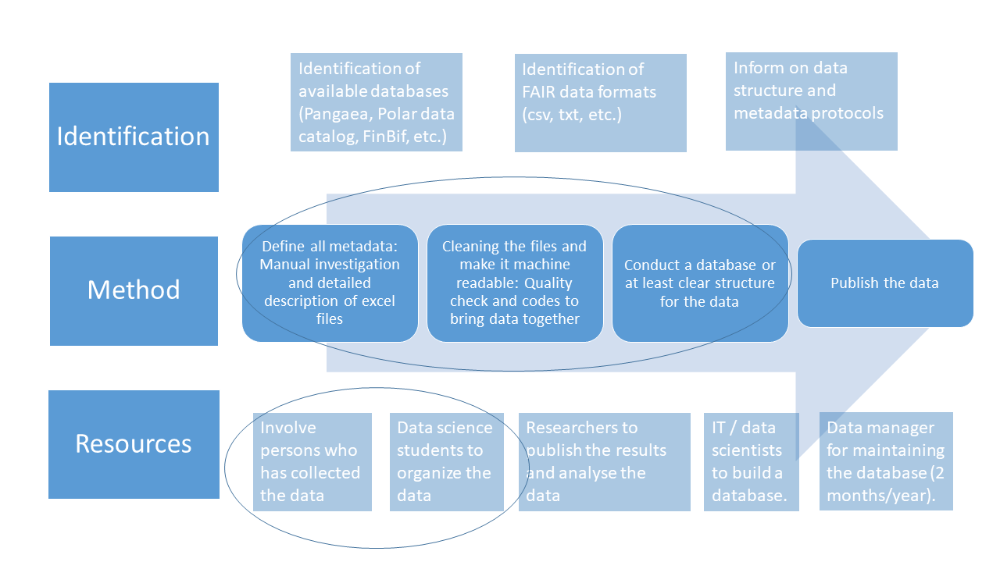 Identification
Identification of
available databases
(Pangaea, Polar data
catalog, FinBif, etc.)
Identification of
FAIR data formats
(csv, txt, etc.)
Inform on data
structure and
metadata protocols
Method
Define all metadata:
Manual investigation
and detailed
description of excel
files
Cleaning the files and
make it machine
readable: Quality
check and codes to
bring data together
Conduct a database or
at least clear structure
for the data
Publish the data
Resources
Involve
persons who
has collected
the data
Data science
students to
organize the
data
Researchers to
publish the results
and analyse the
data
IT / data
scientists
to build a
database.
Data manager
for maintaining
the database (2
months/year).